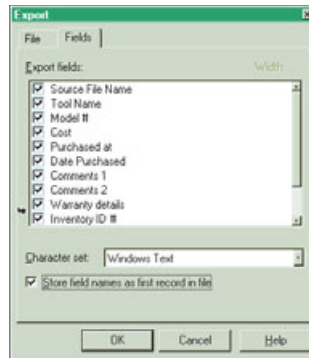 Export
File Fields
Export fields: Width:
Source File Name
Tool Name
Model #
Cost
Purchased at
Date Purchased
Comments 1
Comments 2
Warranty details
Inventory ID #
Character set: Windows Text
Store field names as first record in file
OK Cancel Help